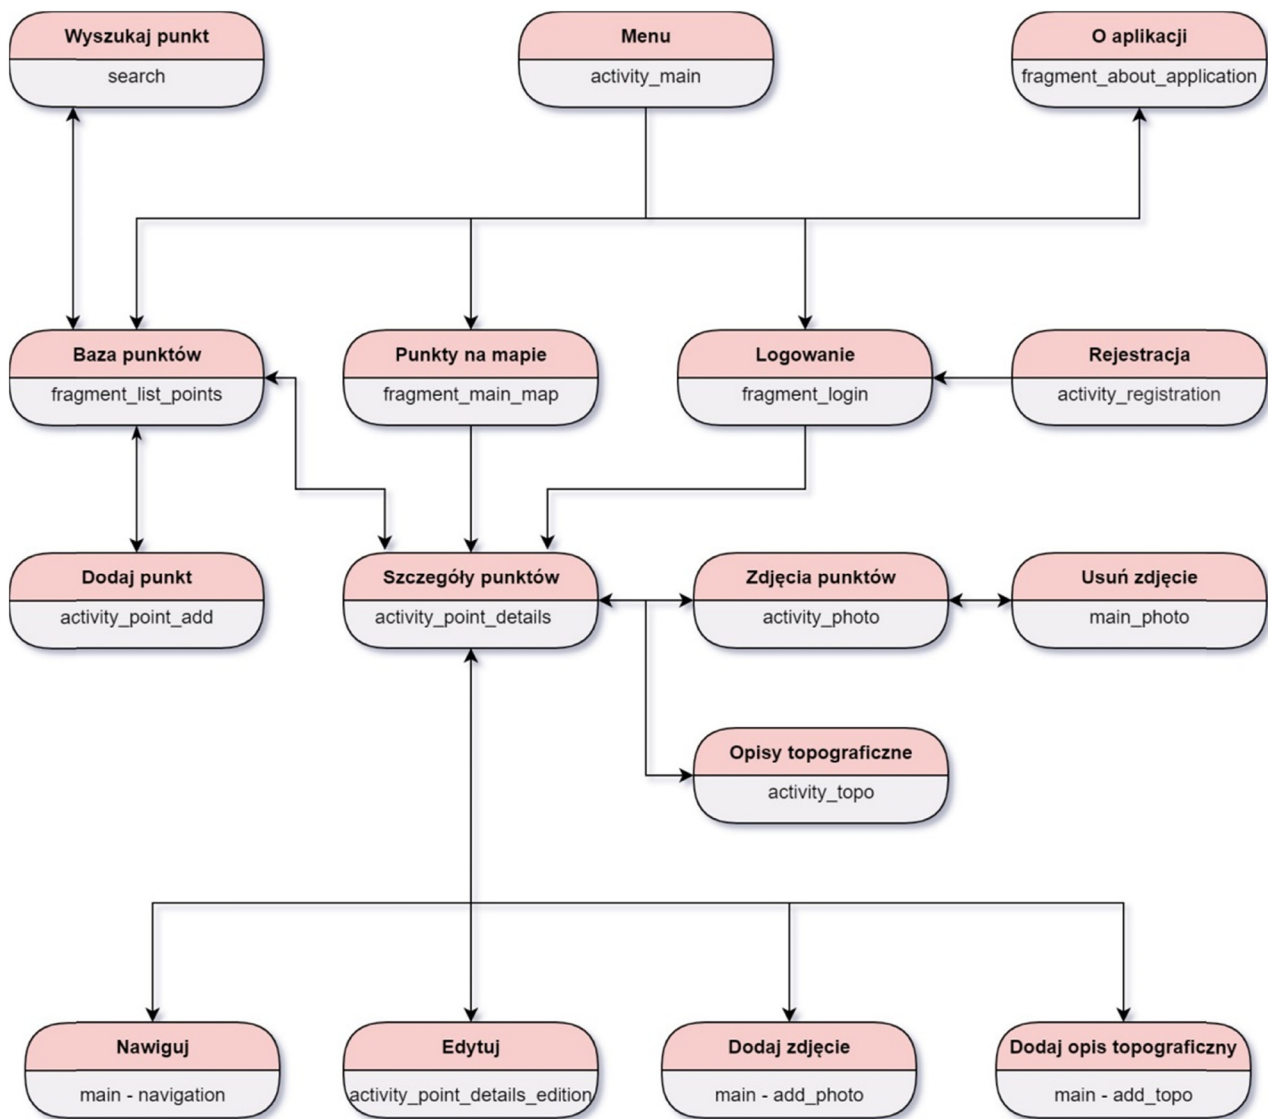 Wyszukaj punkt
search
Menu
activity_main
O aplikacji
fragment_about_application
Baza punktów
fragment_list_points
Punkty na mapie
fragment_main_map
Logowanie
fragment_login
Rejestracja
activity_registration
Dodaj punkt
activity_point_add
Szczegóły punktów
activity_point_details
Zdjęcia punktów
activity_photo
Usuń zdjęcie
main_photo
Opisy topograficzne
activity_topo
Nawiguj
main - navigation
Edytuj
activity_point_details_edition
Dodaj zdjęcie
main - add_photo
Dodaj opis topograficzny
main - add_topo